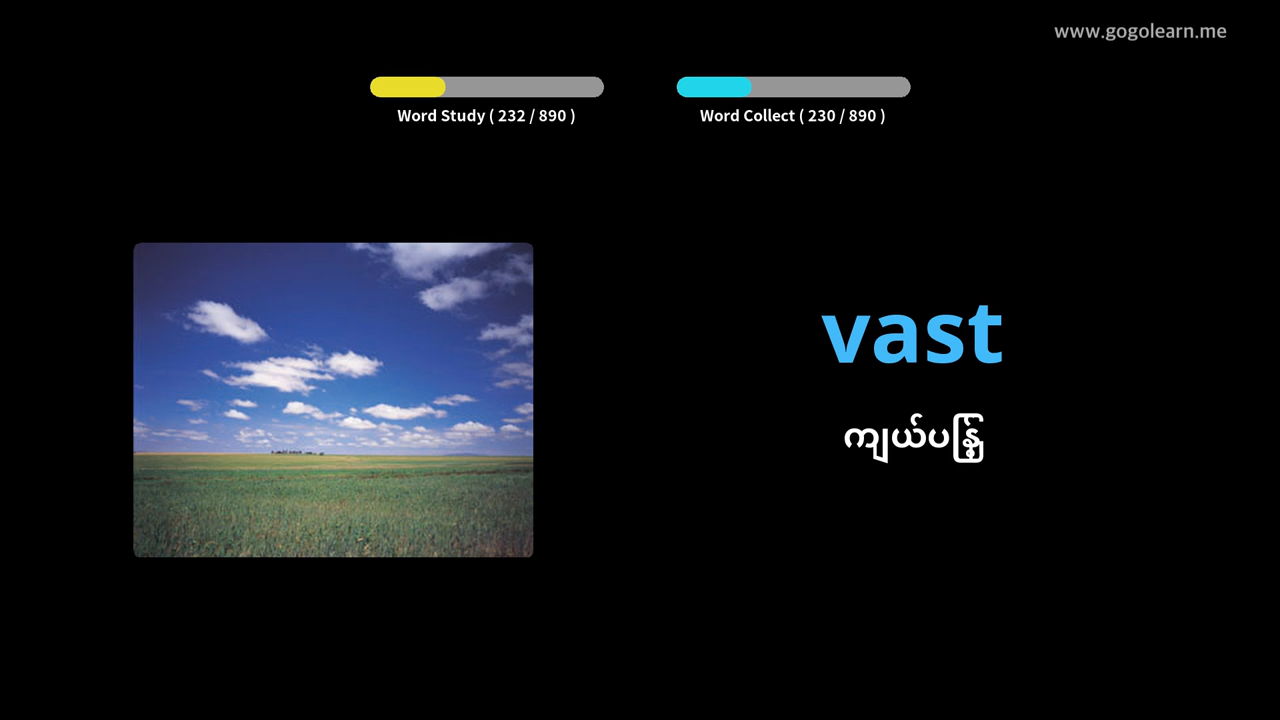 www.gogolearn.me
Word Study ( 232 / 890 )
Word Collect ( 230 / 890 )
vast
ကျယ်ပန့်ြ